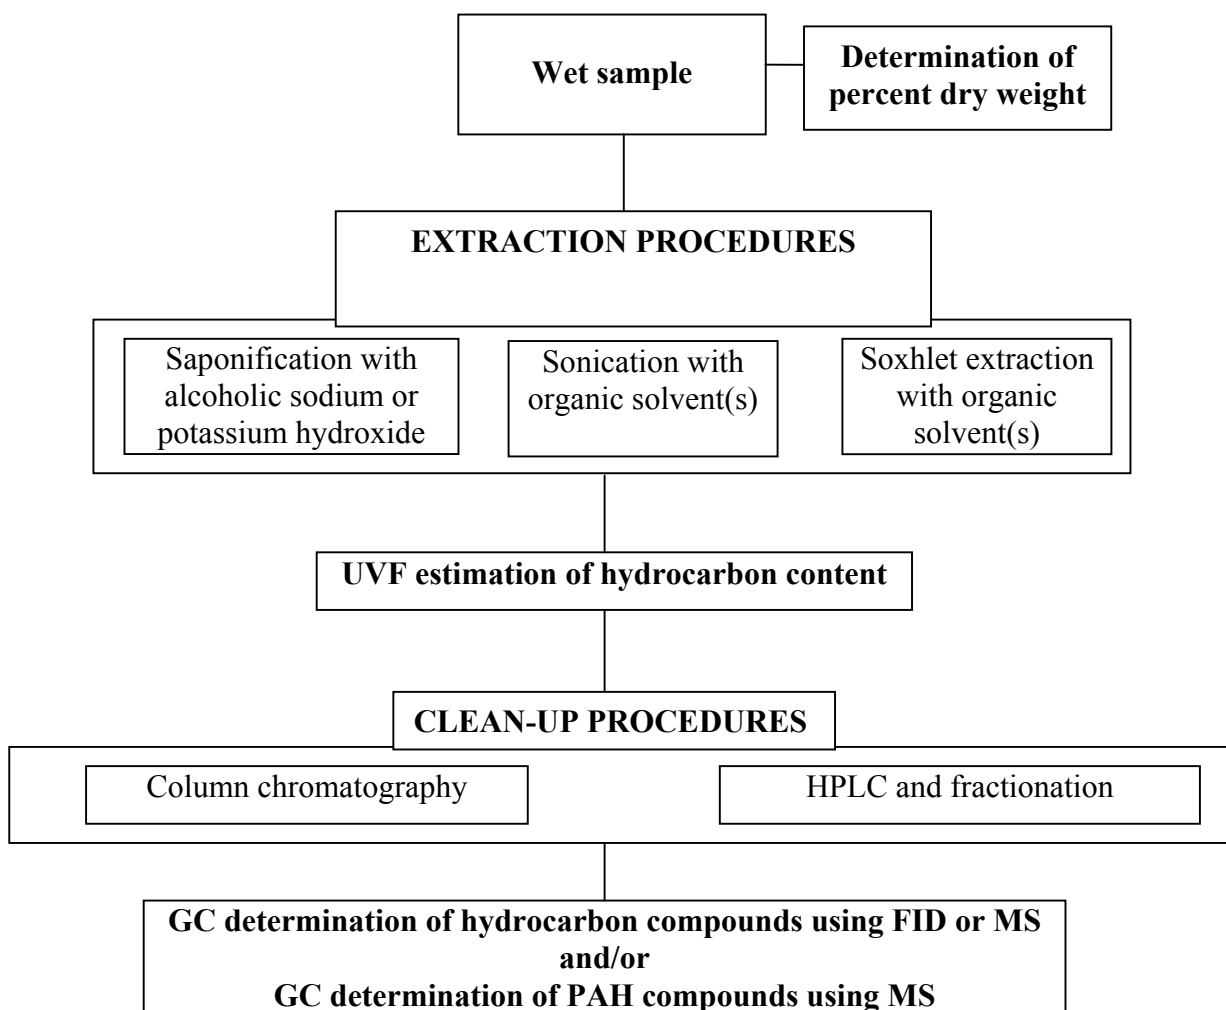 Wet sample
Determination of
percent dry weight
EXTRACTION PROCEDURES
Saponification with
alcoholic sodium or
potassium hydroxide
Sonication with
organic solvent(s)
Soxhlet extraction
with organic
solvent(s)
UVF estimation of hydrocarbon content
CLEAN-UP PROCEDURES
Column chromatography
HPLC and fractionation
GC determination of hydrocarbon compounds using FID or MS
and/or
GC determination of PAH compounds using MS